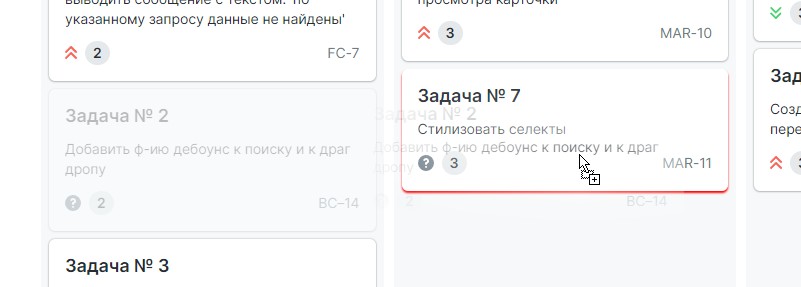 выводить сообщение с текстом: 'по
указанному запросу данные не найдены'
2
FC-7
Задача № 2
Добавить ф-ию дебоунс к поиску и к драг
дропу
?
2
BC–14
Задача № 3
просмотра карточки
3
MAR-10
Задача № 7
Стилизовать селекты
?
3
MAR-11
Задача № 2
Добавить ф-ию дебоунс к поиску и к драг
дропу
2
BC–14
3
Зад
Созд
пере
3